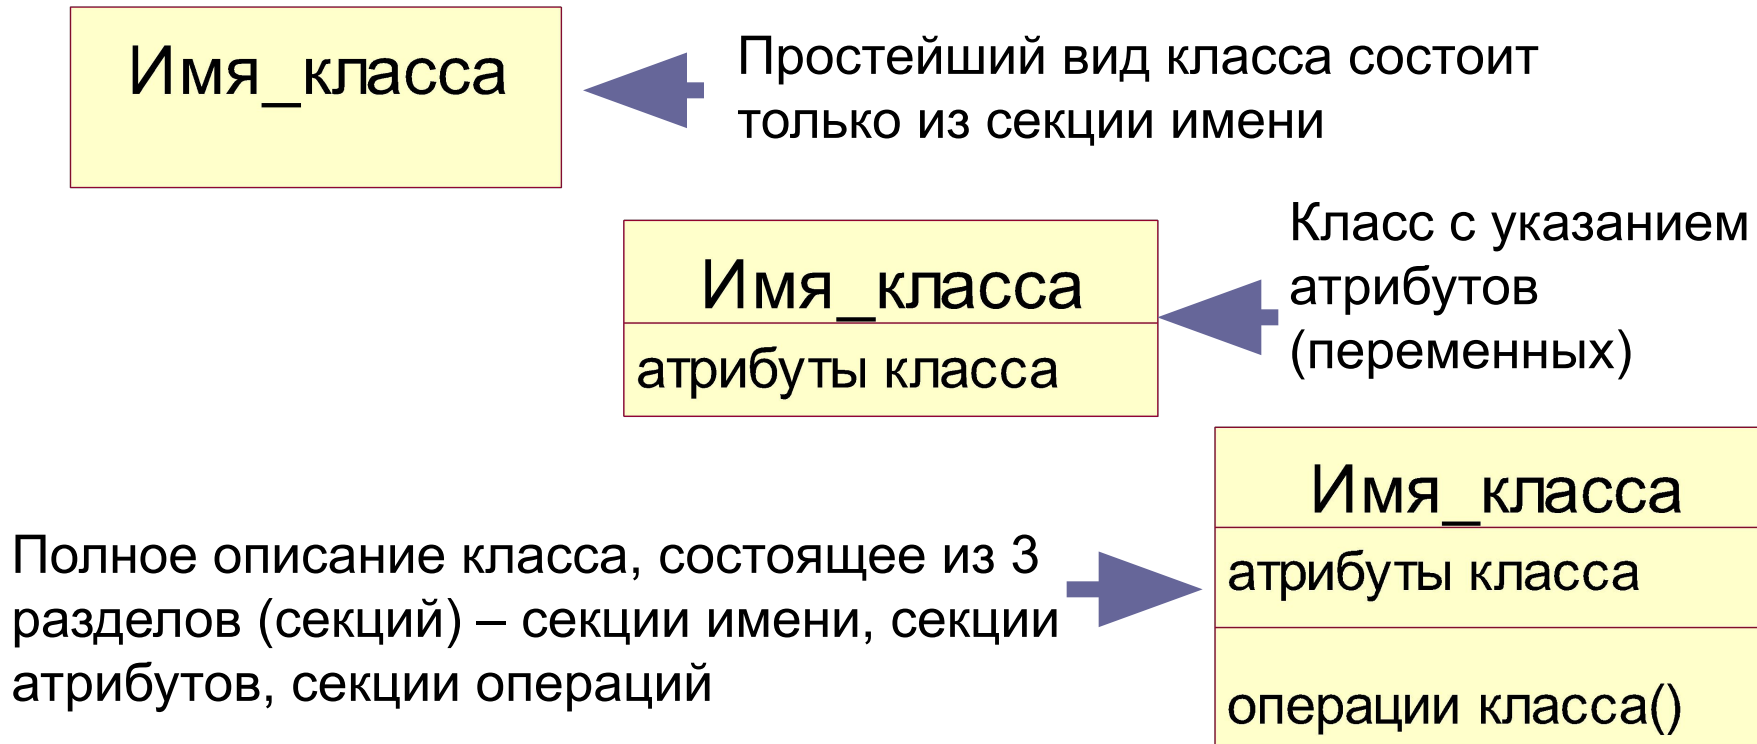 Имя_класса
Простейший вид класса состоит
только из секции имени
Имя_класса
атрибуты класса
Класс с указанием
атрибутов
(переменных)
Полное описание класса, состоящее из 3
разделов (секций) – секции имени, секции
атрибутов, секции операций
Имя_класса
атрибуты класса
операции класса()